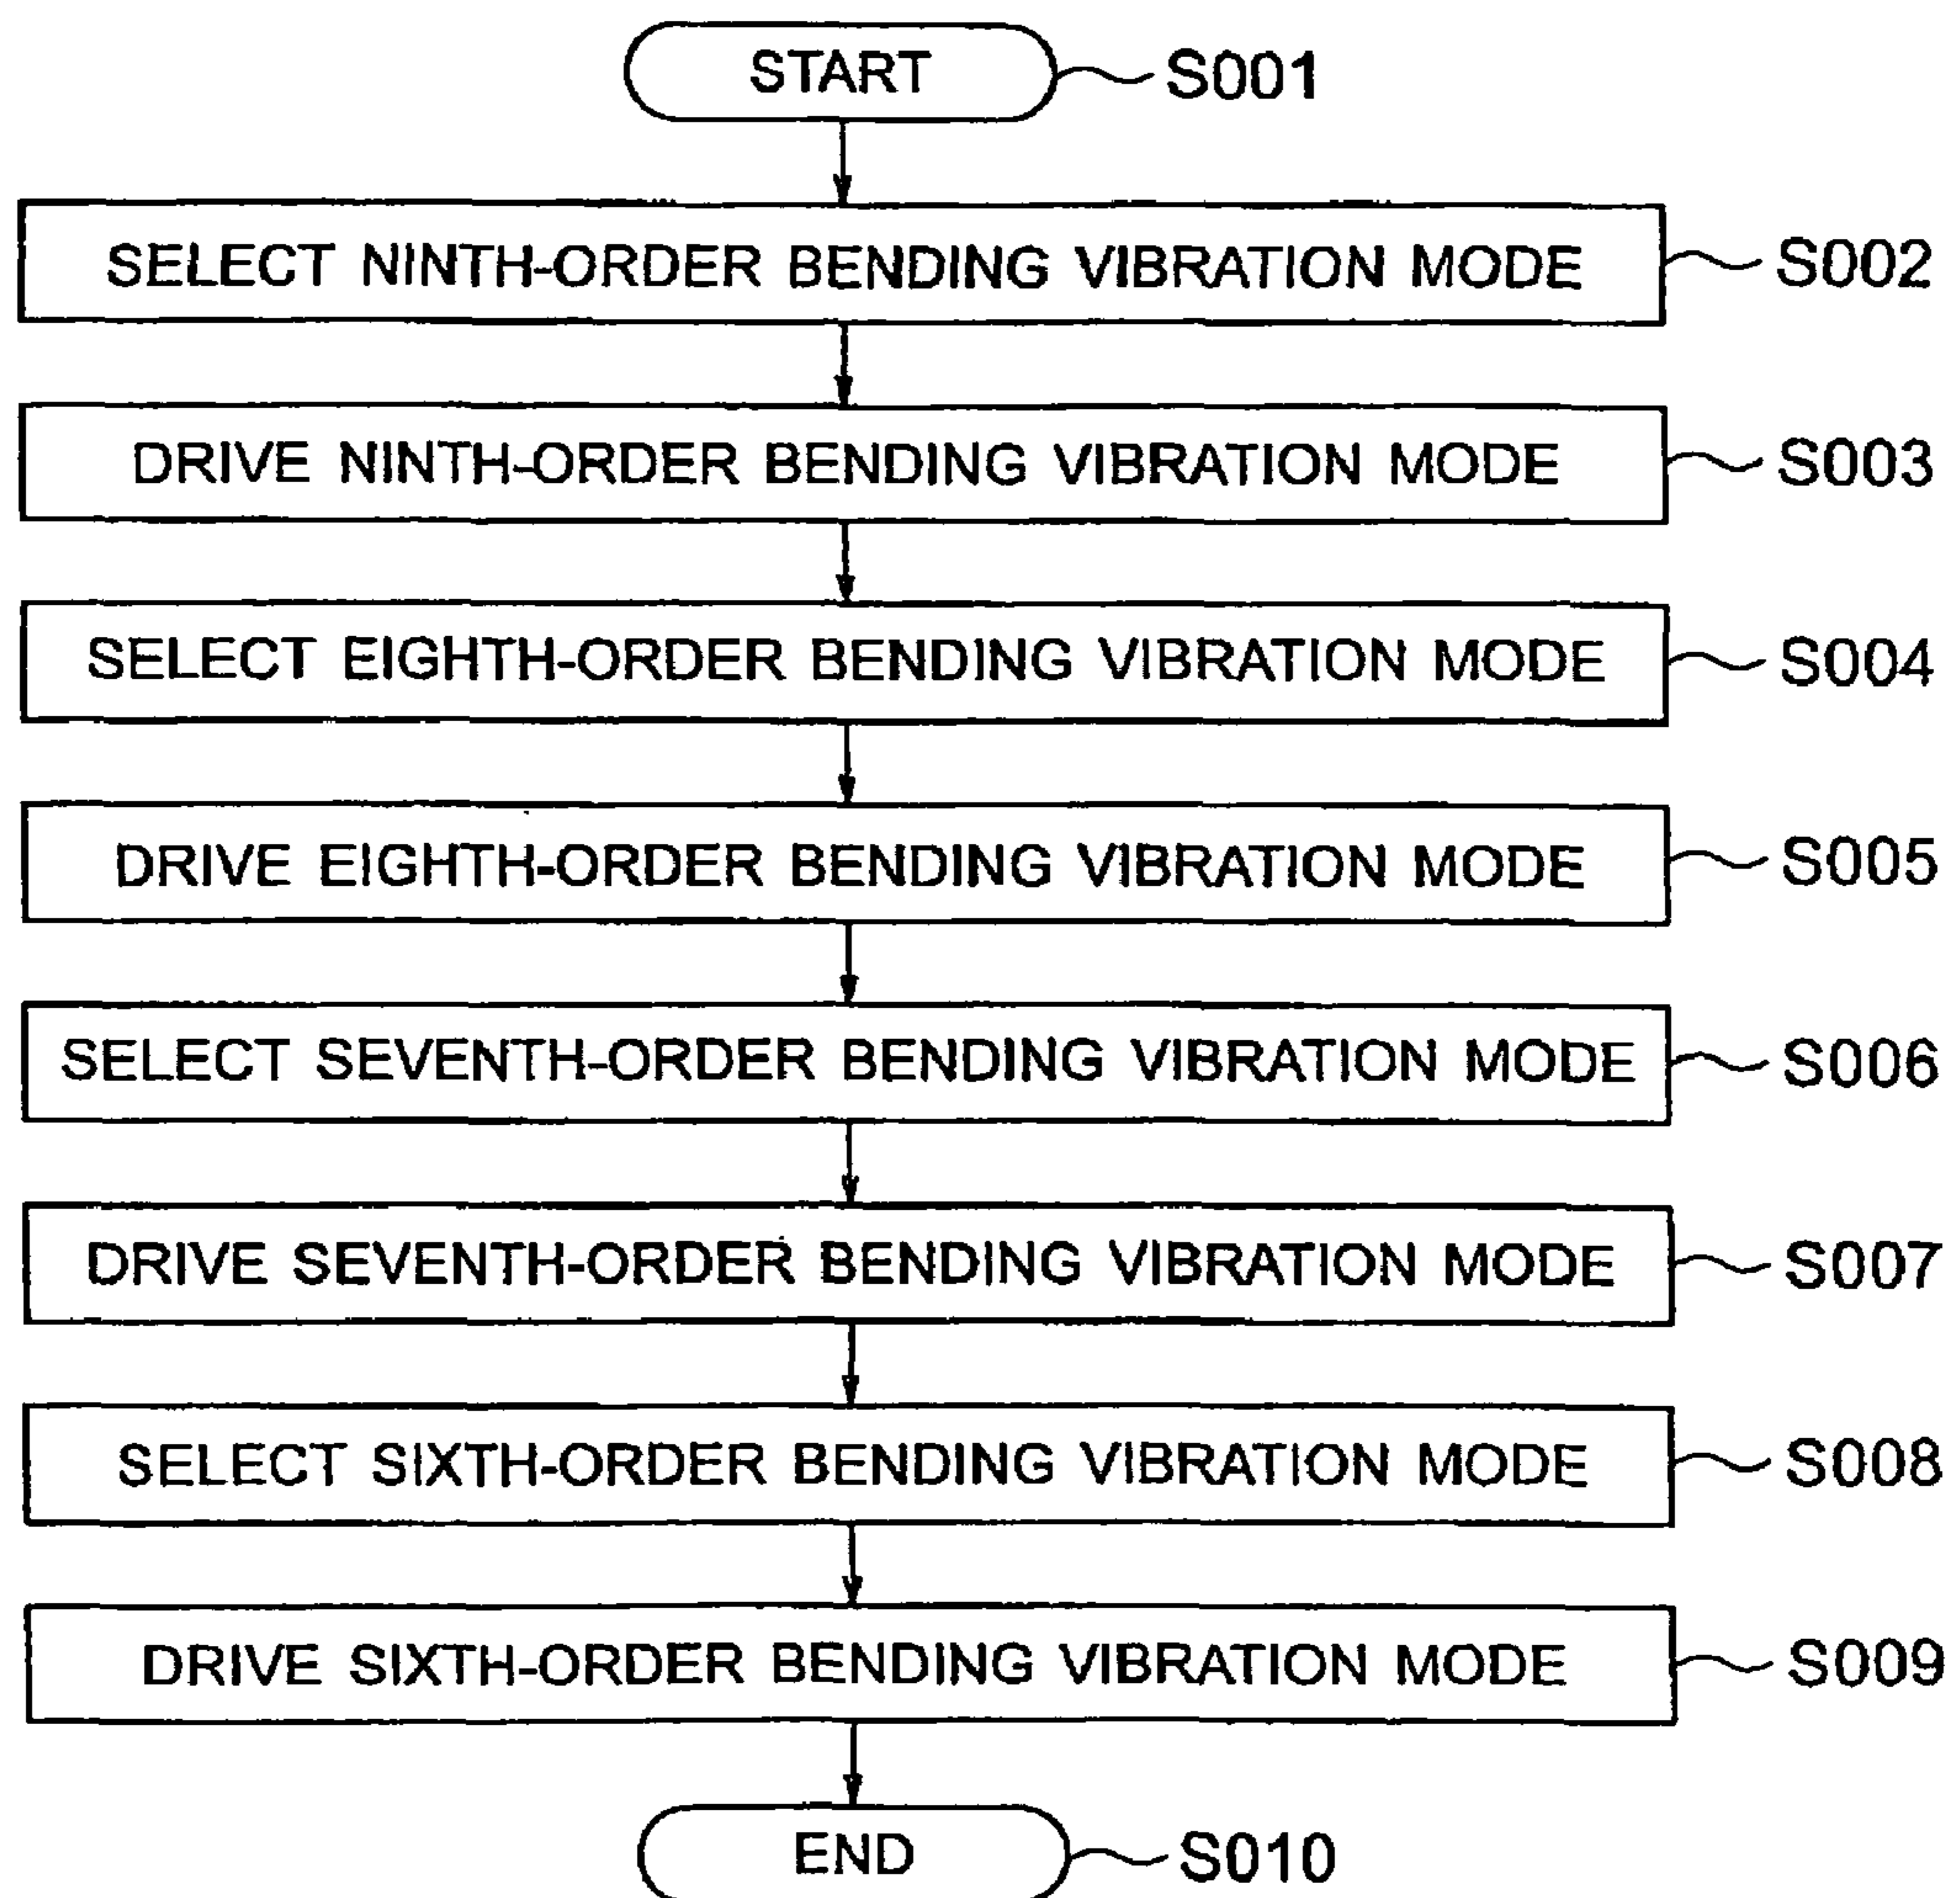 START S001
SELECT NINTH-ORDER BENDING VIBRATION MODE S002
DRIVE NINTH-ORDER BENDING VIBRATION MODE S003
SELECT EIGHTH-ORDER BENDING VIBRATION MODE S004
DRIVE EIGHTH-ORDER BENDING VIBRATION MODE S005
SELECT SEVENTH-ORDER BENDING VIBRATION MODE S006
DRIVE SEVENTH-ORDER BENDING VIBRATION MODE S007
SELECT SIXTH-ORDER BENDING VIBRATION MODE S008
DRIVE SIXTH-ORDER BENDING VIBRATION MODE S009
END S010